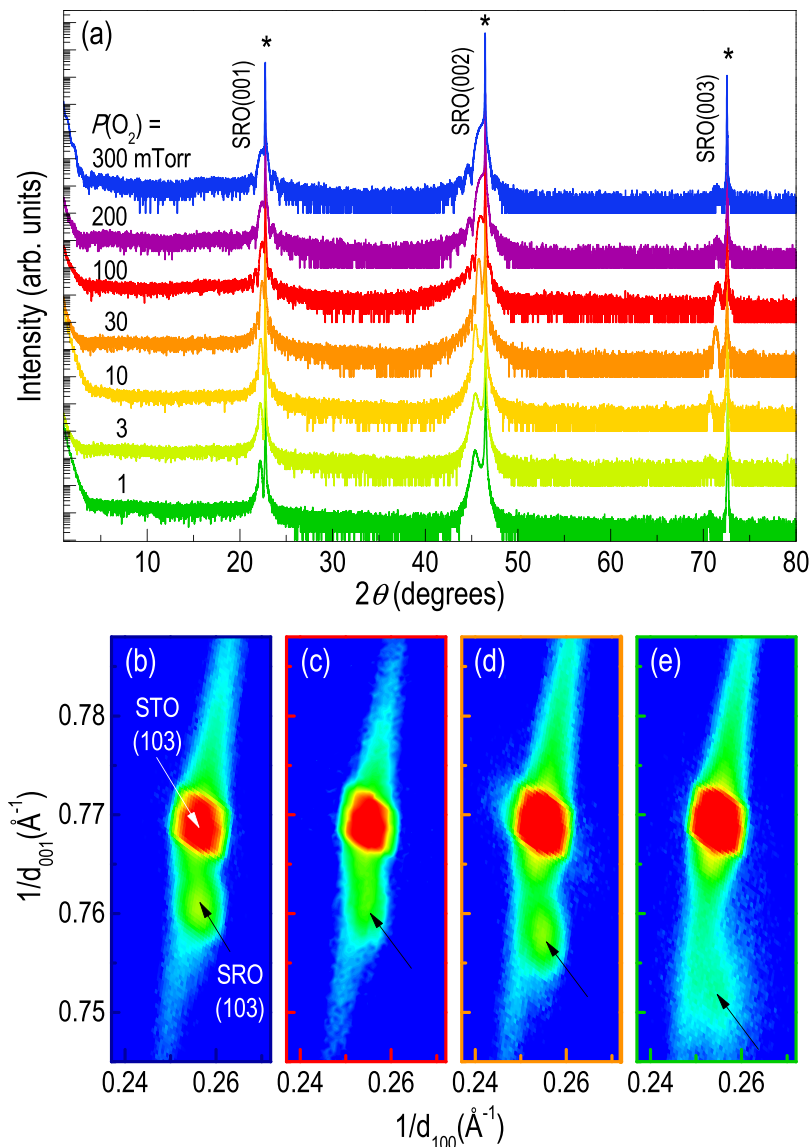 (a)
*
*
*
SRO(001)
SRO(002)
SRO(003)
P(O₂) =
300 mTorr
200
100
30
10
3
1
Intensity (arb. units)
10 20 30 40 50 60 70 80
2θ (degrees)
(b) (c) (d) (e)
STO
(103)
SRO
(103)
0.78
0.77
0.76
0.75
1/d₀₀₁(Å⁻¹)
0.24 0.26 0.24 0.26 0.24 0.26 0.24 0.26
1/d₁₀₀(Å⁻¹)